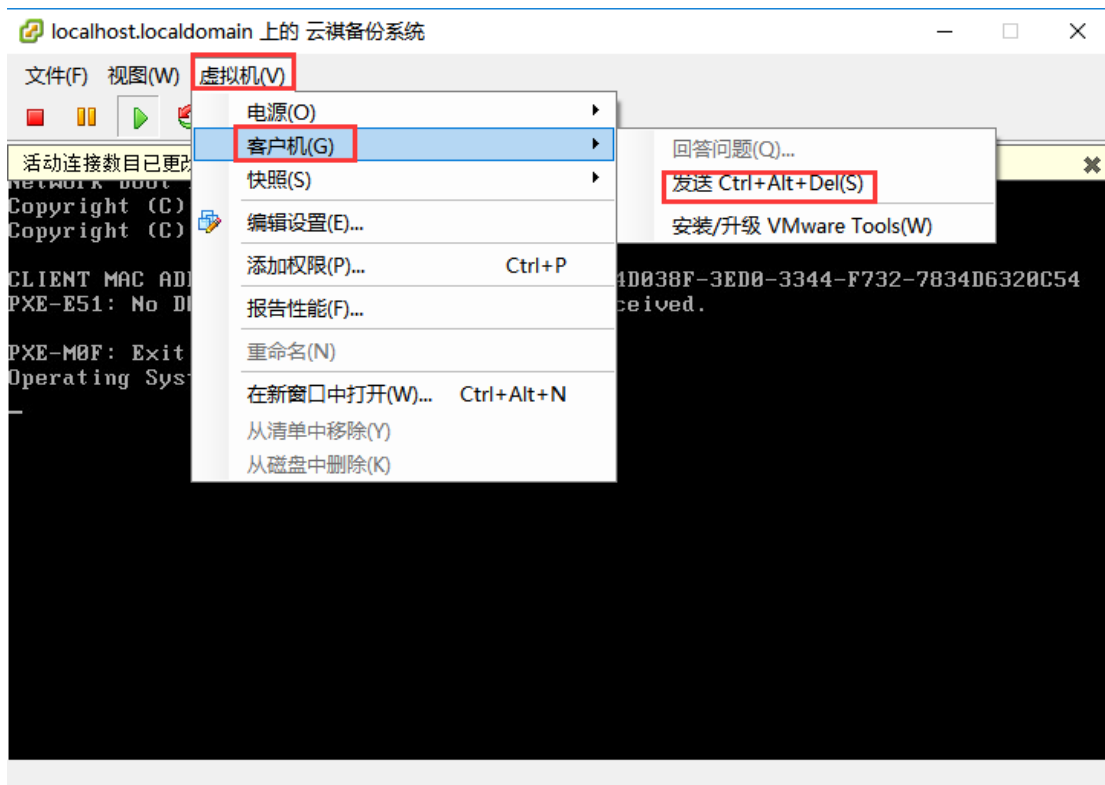 localhost.localdomain 上的 云祺备份系统
文件(F) 视图(W) 虚拟机(V)
电源(O)
客户机(G)
快照(S)
编辑设置(E)...
添加权限(P)... Ctrl+P
报告性能(F)...
重命名(N)
在新窗口中打开(W)... Ctrl+Alt+N
从清单中移除(Y)
从磁盘中删除(K)
回答问题(Q)...
发送 Ctrl+Alt+Del(S)
安装/升级 VMware Tools(W)
活动连接数目已更
Network boot
Copyright (C)
Copyright (C)
CLIENT MAC AD 4D038F-3ED0-3344-F732-7834D6320C54
PXE-E51: No D ceived.
PXE-M0F: Exit
Operating Sys